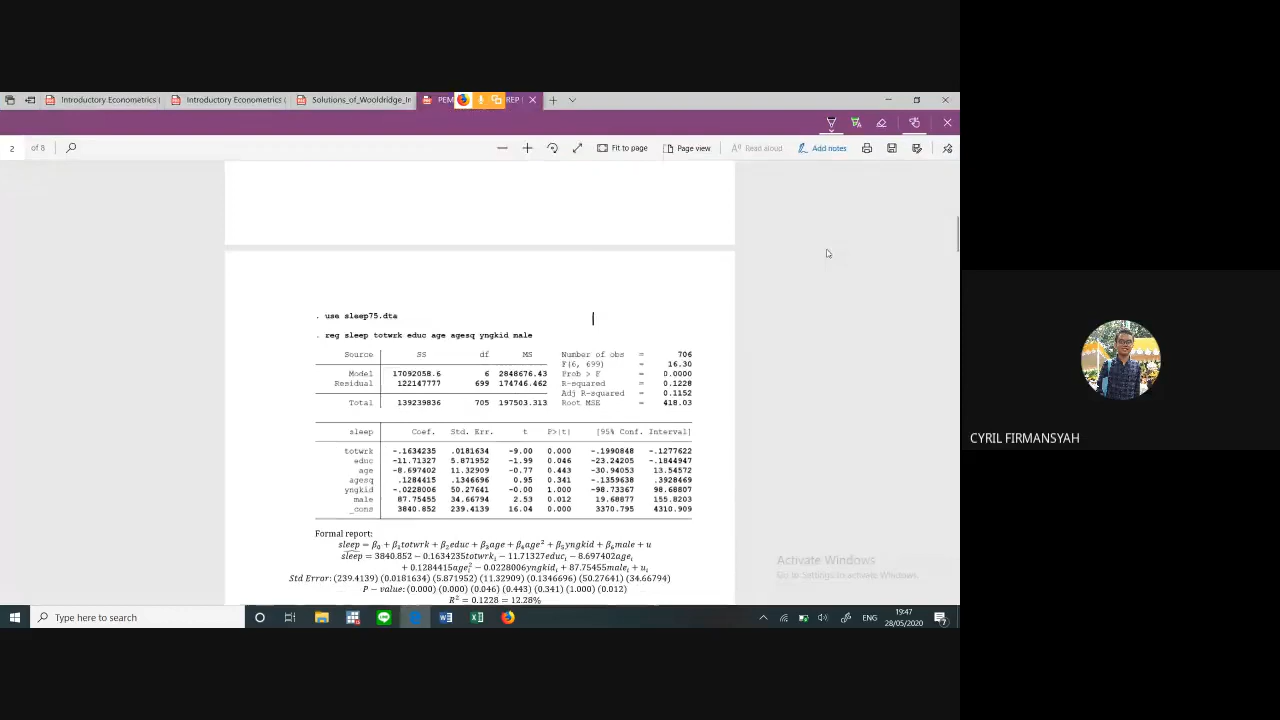 Introductory Econometrics (
Introductory Econometrics (
Solutions_of_Wooldridge_In
PEM
REP
2 of 8
Fit to page
Page view
Read aloud
Add notes
. use sleep75.dta
. reg sleep totwrk educ age agesq yngkid male
Source SS df MS Number of obs = 706
F(6, 699) = 16.30
Model 17092058.6 6 2848676.43 Prob > F = 0.0000
Residual 122147777 699 174746.462 R-squared = 0.1228
Adj R-squared = 0.1152
Total 139239836 705 197503.313 Root MSE = 418.03
sleep Coef. Std. Err. t P>|t| [95% Conf. Interval]
totwrk -.1634235 .0181634 -9.00 0.000 -.1990848 -.1277622
educ -11.71327 5.871952 -1.99 0.046 -23.24205 -.1844947
age -8.697402 11.32909 -0.77 0.443 -30.94053 13.54572
agesq .1284415 .1346696 0.95 0.341 -.1359638 .3928469
yngkid -.0228006 50.27641 -0.00 1.000 -98.73367 98.68807
male 87.75455 34.66794 2.53 0.012 19.68877 155.8203
_cons 3840.852 239.4139 16.04 0.000 3370.795 4310.909
Formal report:
sleep = β₀ + β₁totwrk + β₂educ + β₃age + β₄age² + β₅yngkid + β₆male + u
sleep = 3840.852 − 0.1634235totwrkᵢ − 11.71327educᵢ − 8.697402ageᵢ
+ 0.1284415ageᵢ² − 0.0228006yngkidᵢ + 87.75455maleᵢ + uᵢ
Std Error: (239.4139) (0.0181634) (5.871952) (11.32909) (0.1346696) (50.27641) (34.66794)
P − value: (0.000) (0.000) (0.046) (0.443) (0.341) (1.000) (0.012)
R² = 0.1228 = 12.28%
Activate Windows
Go to Settings to activate Windows.
Type here to search
ENG
19:47
28/05/2020
CYRIL FIRMANSYAH